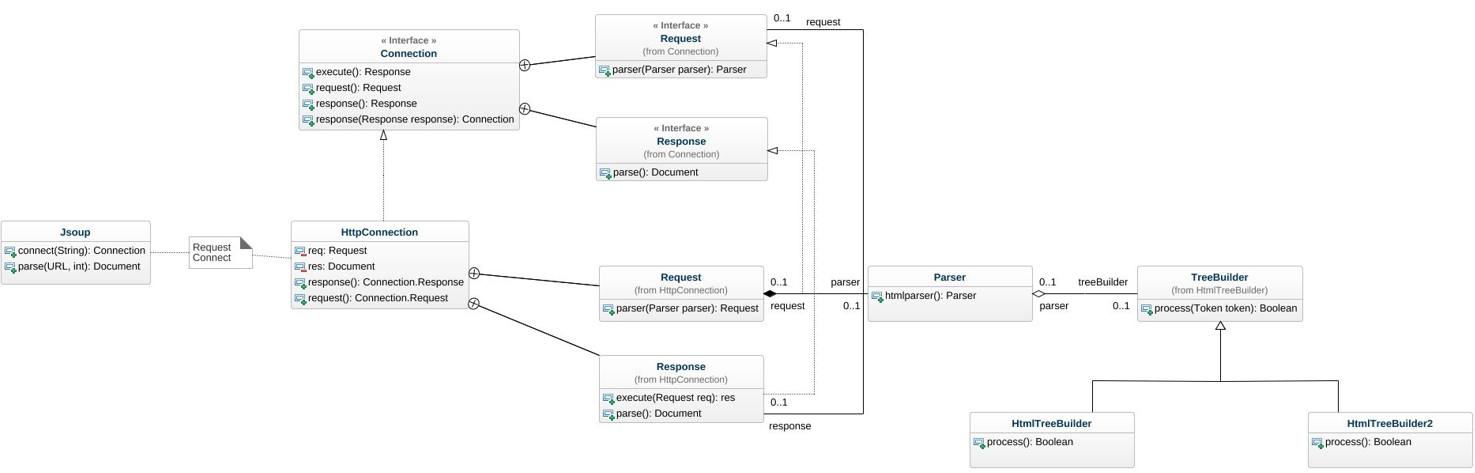 « Interface »
Connection
execute(): Response
request(): Request
response(): Response
response(Response response): Connection
« Interface »
Request
(from Connection)
parser(Parser parser): Parser
0..1
request
« Interface »
Response
(from Connection)
parse(): Document
Jsoup
connect(String): Connection
parse(URL, int): Document
Request
Connect
HttpConnection
req: Request
res: Document
response(): Connection.Response
request(): Connection.Request
Request
(from HttpConnection)
parser(Parser parser): Request
0..1
request
parser
0..1
Parser
htmlparser(): Parser
0..1
parser
treeBuilder
0..1
TreeBuilder
(from HtmlTreeBuilder)
process(Token token): Boolean
Response
(from HttpConnection)
execute(Request req): res
parse(): Document
0..1
response
HtmlTreeBuilder
process(): Boolean
HtmlTreeBuilder2
process(): Boolean